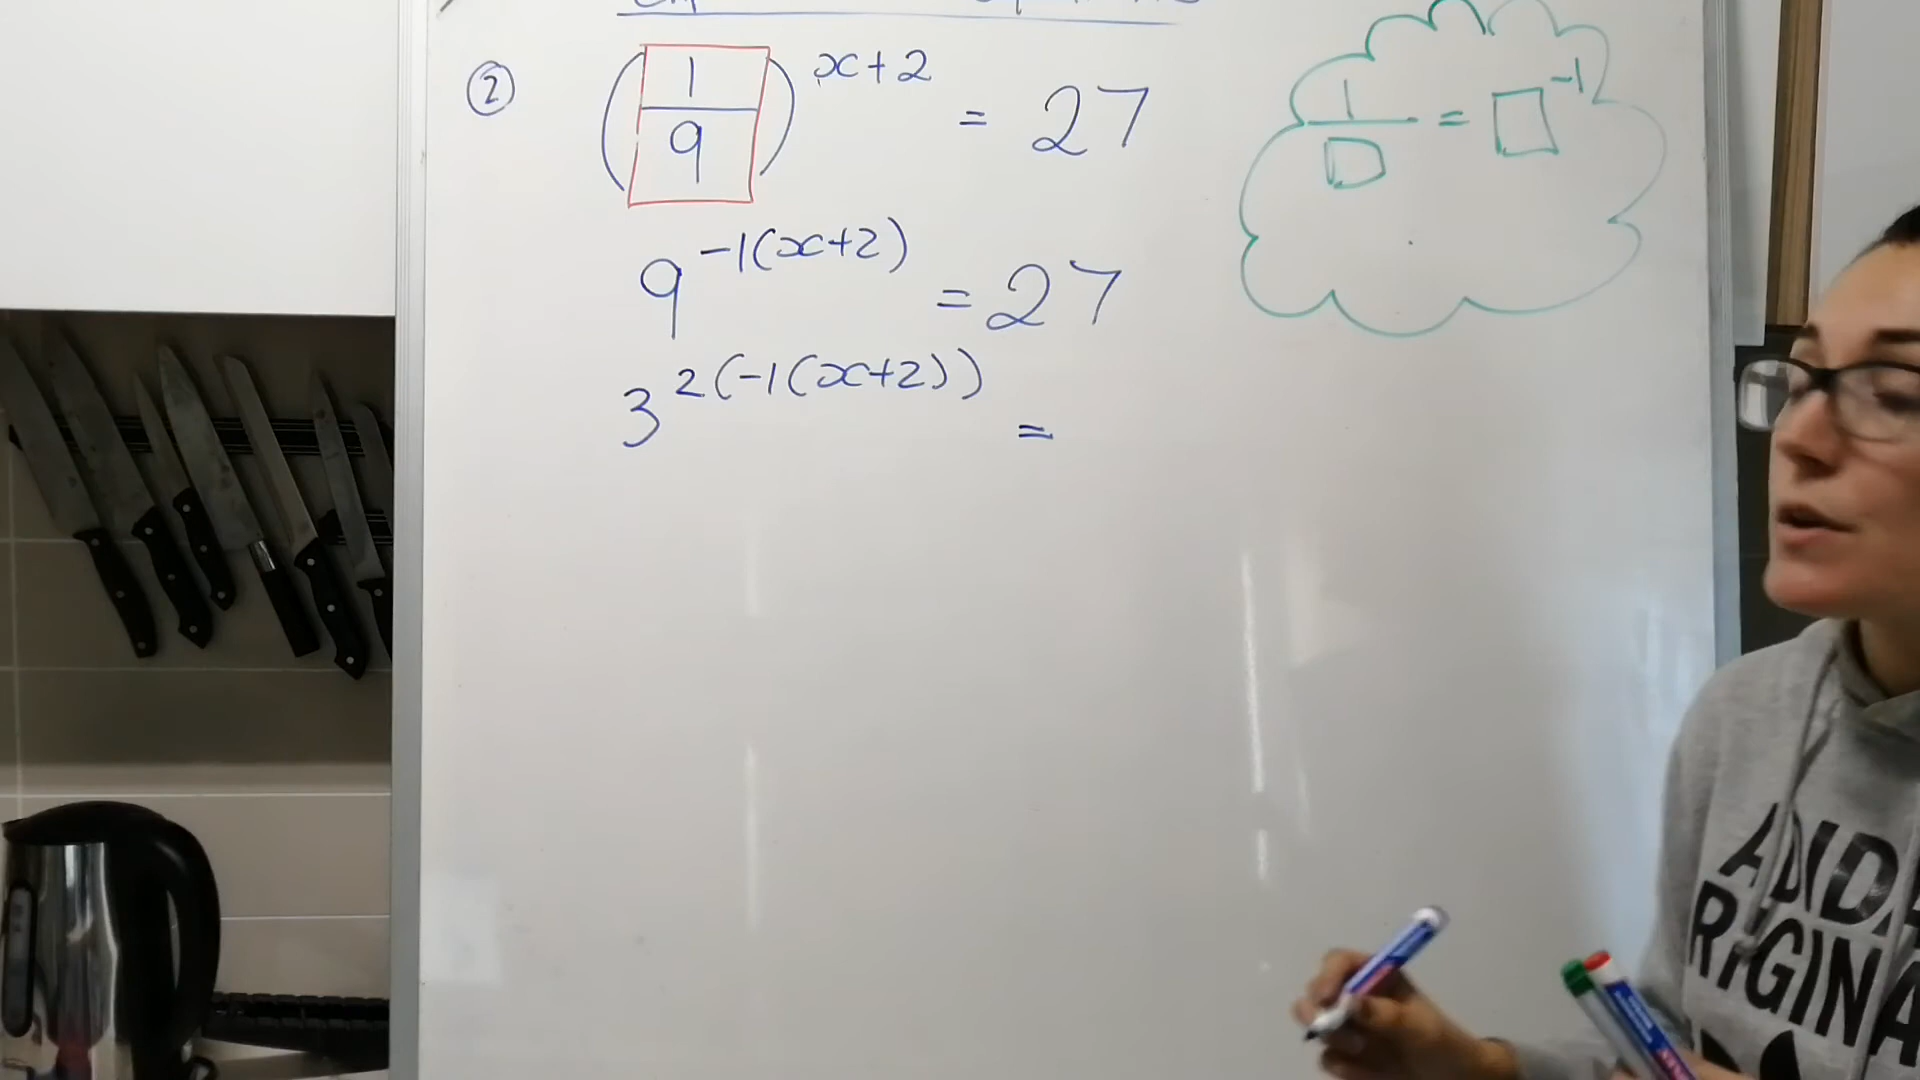 ② (1/9)^(x+2) = 27
9^(-1(x+2)) = 27
3^(2(-1(x+2))) =
1/□ = □^(-1)